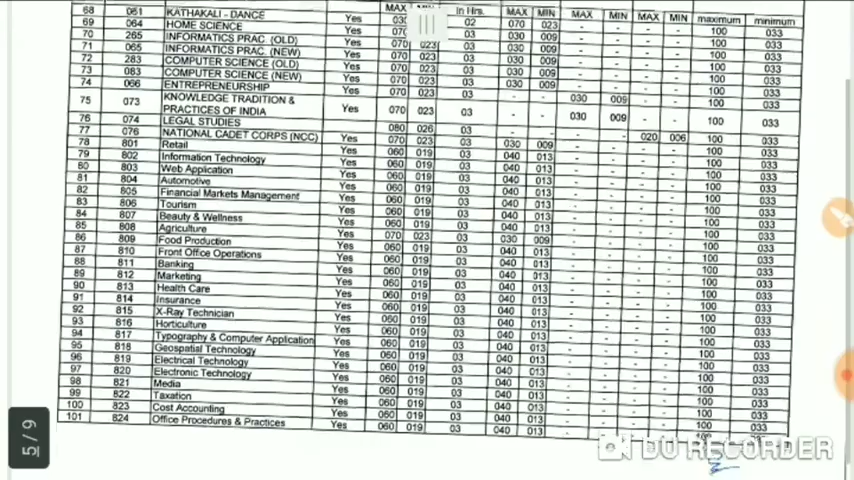 MAX MIN In Hrs. MAX MIN MAX MIN MAX MIN maximum minimum
68 061 KATHAKALI - DANCE Yes 030 02 070 023 - - - - 100 033
69 064 HOME SCIENCE Yes 070 03 030 009 - - - - 100 033
70 265 INFORMATICS PRAC. (OLD) Yes 070 023 03 030 009 - - - - 100 033
71 065 INFORMATICS PRAC. (NEW) Yes 070 023 03 030 009 - - - - 100 033
72 283 COMPUTER SCIENCE (OLD) Yes 070 023 03 030 009 - - - - 100 033
73 083 COMPUTER SCIENCE (NEW) Yes 070 023 03 030 009 - - - - 100 033
74 066 ENTREPRENEURSHIP Yes 070 023 03 - - 030 009 - - 100 033
75 073 KNOWLEDGE TRADITION &
PRACTICES OF INDIA Yes 070 023 03 - - 030 009 - - 100 033
76 074 LEGAL STUDIES 080 026 03 - - - - 020 006 100 033
77 076 NATIONAL CADET CORPS (NCC) Yes 070 023 03 030 009 - - - - 100 033
78 801 Retail Yes 060 019 03 040 013 - - - - 100 033
79 802 Information Technology Yes 060 019 03 040 013 - - - - 100 033
80 803 Web Application Yes 060 019 03 040 013 - - - - 100 033
81 804 Automotive Yes 060 019 03 040 013 - - - - 100 033
82 805 Financial Markets Management Yes 060 019 03 040 013 - - - - 100 033
83 806 Tourism Yes 060 019 03 040 013 - - - - 100 033
84 807 Beauty & Wellness Yes 060 019 03 040 013 - - - - 100 033
85 808 Agriculture Yes 070 023 03 030 009 - - - - 100 033
86 809 Food Production Yes 060 019 03 040 013 - - - - 100 033
87 810 Front Office Operations Yes 060 019 03 040 013 - - - - 100 033
88 811 Banking Yes 060 019 03 040 013 - - - - 100 033
89 812 Marketing Yes 060 019 03 040 013 - - - - 100 033
90 813 Health Care Yes 060 019 03 040 013 - - - - 100 033
91 814 Insurance Yes 060 019 03 040 013 - - - - 100 033
92 815 X-Ray Technician Yes 060 019 03 040 013 - - - - 100 033
93 816 Horticulture Yes 060 019 03 040 013 - - - - 100 033
94 817 Typography & Computer Application Yes 060 019 03 040 013 - - - - 100 033
95 818 Geospatial Technology Yes 060 019 03 040 013 - - - - 100 033
96 819 Electrical Technology Yes 060 019 03 040 013 - - - - 100 033
97 820 Electronic Technology Yes 060 019 03 040 013 - - - - 100 033
98 821 Media Yes 060 019 03 040 013 - - - - 100 033
99 822 Taxation Yes 060 019 03 040 013 - - - - 100 033
100 823 Cost Accounting Yes 060 019 03 040 013 - - - - 100 033
101 824 Office Procedures & Practices Yes 060 019 03 040 013 - - - -
5/9
DU RECORDER